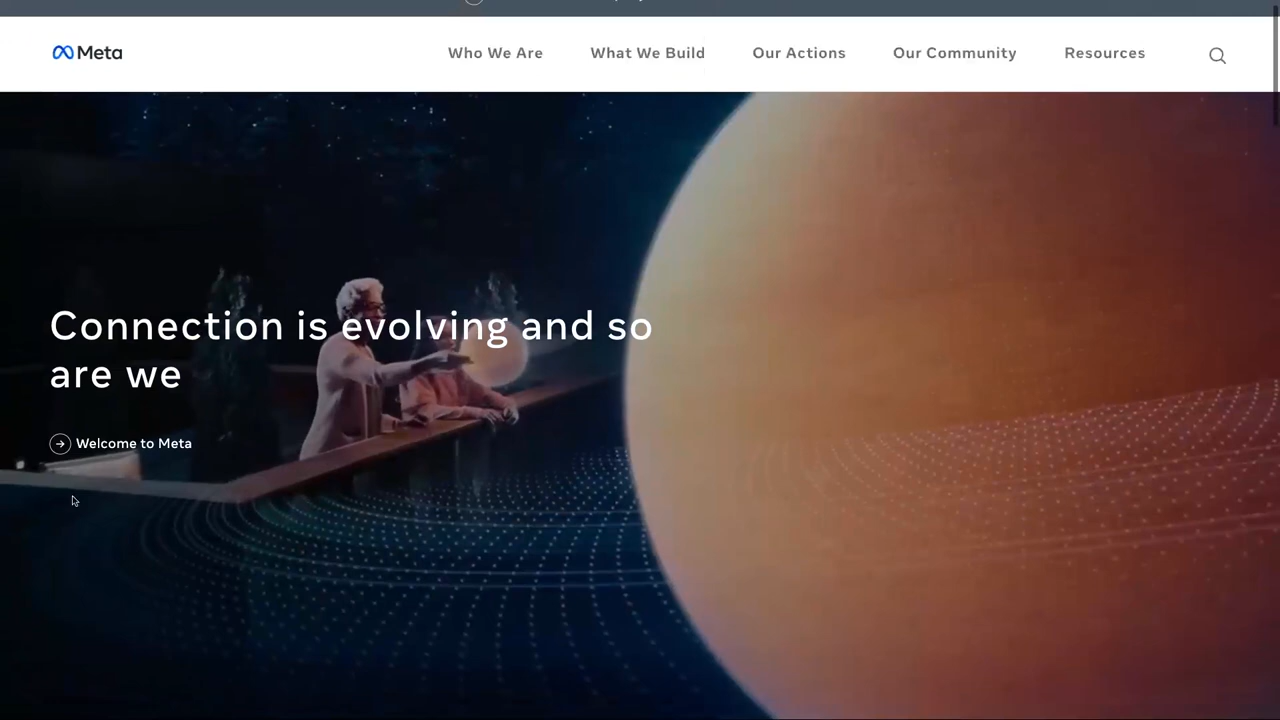 Meta
Who We Are
What We Build
Our Actions
Our Community
Resources
Connection is evolving and so
are we
Welcome to Meta